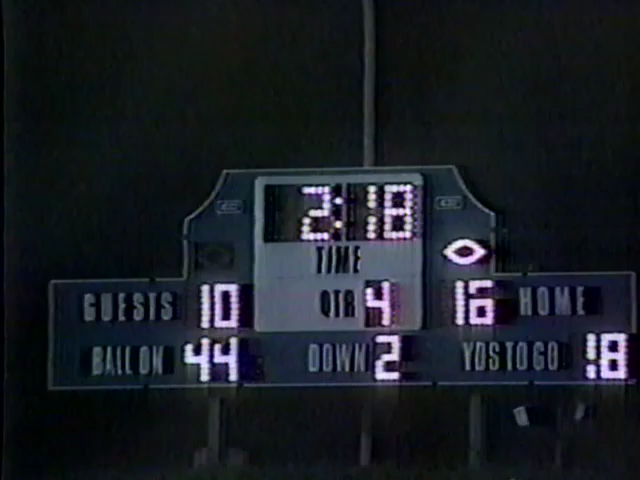 2:18
TIME
GUESTS 10 QTR 4 16 HOME
BALL ON 44 DOWN 2 YDS TO GO 18